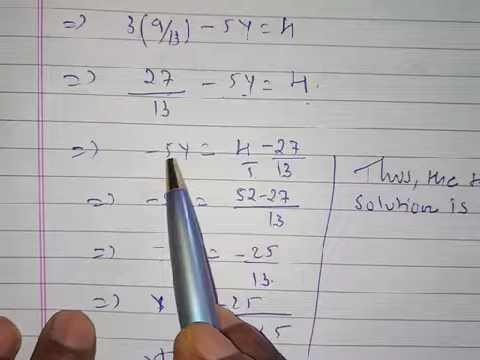 => 3(9/13) - 5Y = 4
=> 27/13 - 5Y = 4.
=> -5Y = 4/1 - 27/13
=> = 52-27/13
=> = -25/13.
=> 25
Thus, the
solution is